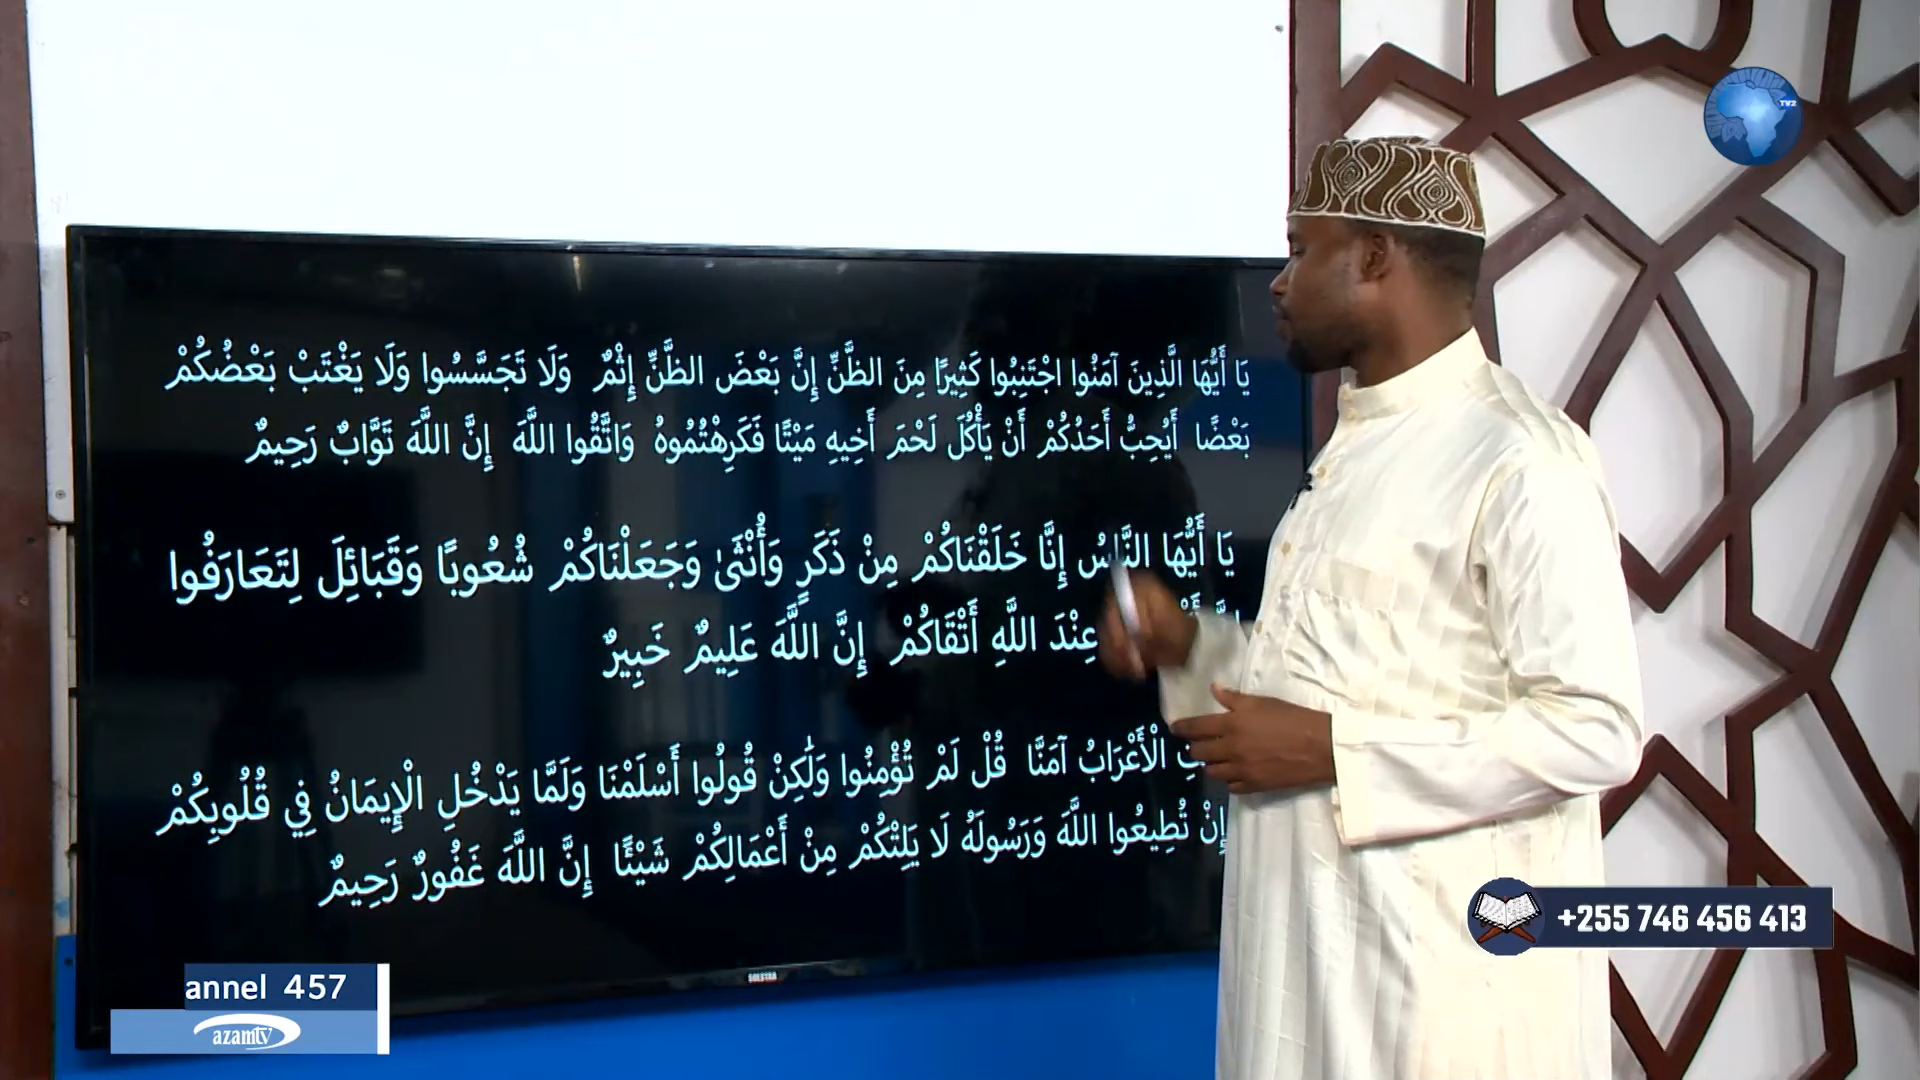 TV2
يَا أَيُّهَا الَّذِينَ آمَنُوا اجْتَنِبُوا كَثِيرًا مِنَ الظَّنِّ إِنَّ بَعْضَ الظَّنِّ إِثْمٌ وَلَا تَجَسَّسُوا وَلَا يَغْتَبْ بَعْضُكُمْ
بَعْضًا أَيُحِبُّ أَحَدُكُمْ أَنْ يَأْكُلَ لَحْمَ أَخِيهِ مَيْتًا فَكَرِهْتُمُوهُ وَاتَّقُوا اللَّهَ إِنَّ اللَّهَ تَوَّابٌ رَحِيمٌ
يَا أَيُّهَا النَّاسُ إِنَّا خَلَقْنَاكُمْ مِنْ ذَكَرٍ وَأُنْثَىٰ وَجَعَلْنَاكُمْ شُعُوبًا وَقَبَائِلَ لِتَعَارَفُوا
عِنْدَ اللَّهِ أَتْقَاكُمْ إِنَّ اللَّهَ عَلِيمٌ خَبِيرٌ
الْأَعْرَابُ آمَنَّا قُلْ لَمْ تُؤْمِنُوا وَلَٰكِنْ قُولُوا أَسْلَمْنَا وَلَمَّا يَدْخُلِ الْإِيمَانُ فِي قُلُوبِكُمْ
إِنْ تُطِيعُوا اللَّهَ وَرَسُولَهُ لَا يَلِتْكُمْ مِنْ أَعْمَالِكُمْ شَيْئًا إِنَّ اللَّهَ غَفُورٌ رَحِيمٌ
+255 746 456 413
annel 457
azamtv